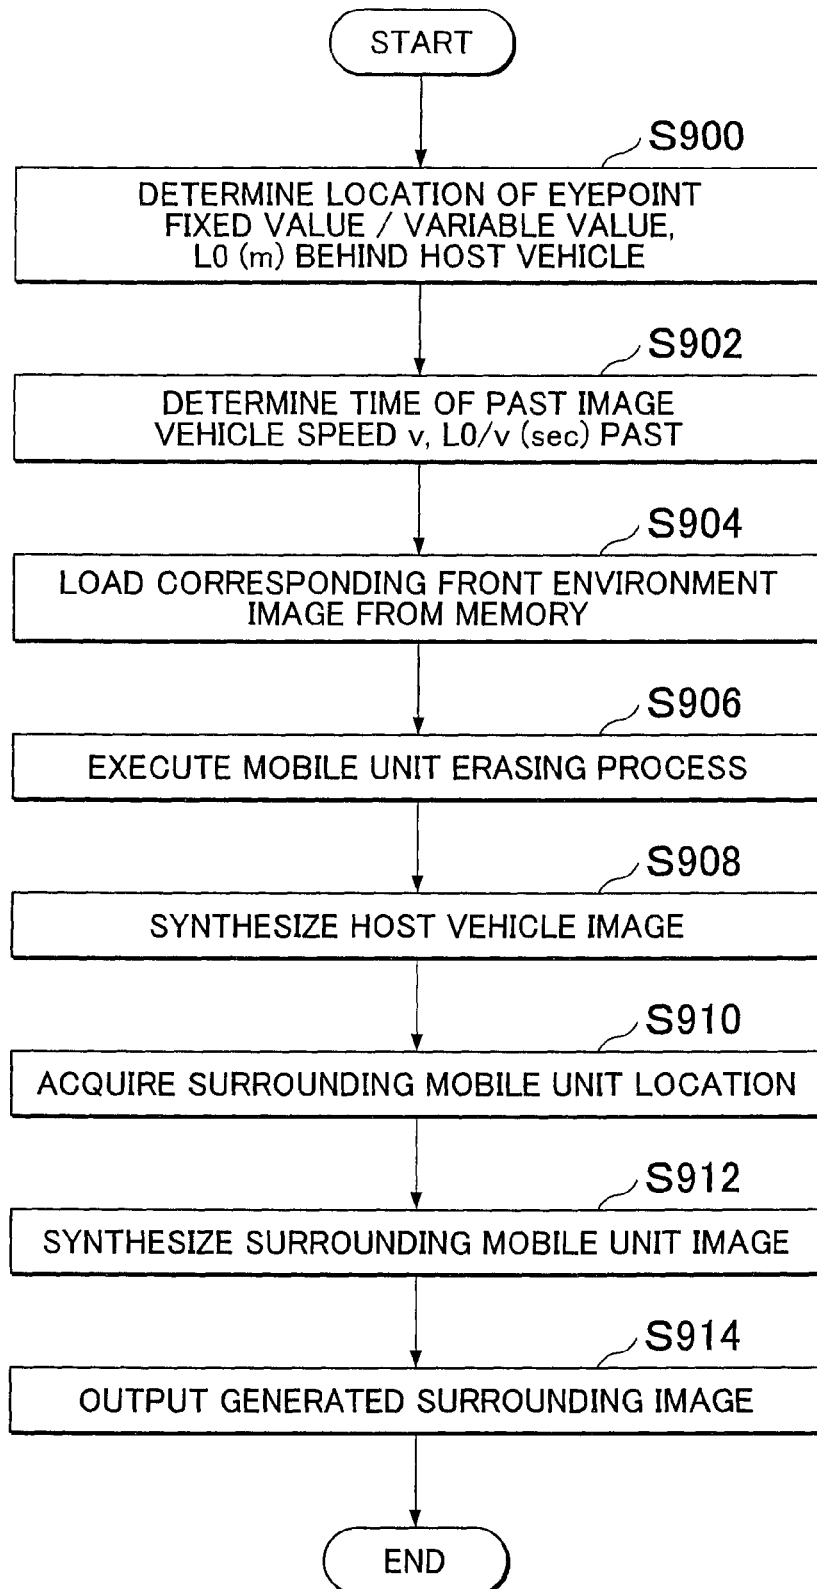 START
S900
DETERMINE LOCATION OF EYEPOINT
FIXED VALUE / VARIABLE VALUE,
L0 (m) BEHIND HOST VEHICLE
S902
DETERMINE TIME OF PAST IMAGE
VEHICLE SPEED v, L0/v (sec) PAST
S904
LOAD CORRESPONDING FRONT ENVIRONMENT
IMAGE FROM MEMORY
S906
EXECUTE MOBILE UNIT ERASING PROCESS
S908
SYNTHESIZE HOST VEHICLE IMAGE
S910
ACQUIRE SURROUNDING MOBILE UNIT LOCATION
S912
SYNTHESIZE SURROUNDING MOBILE UNIT IMAGE
S914
OUTPUT GENERATED SURROUNDING IMAGE
END